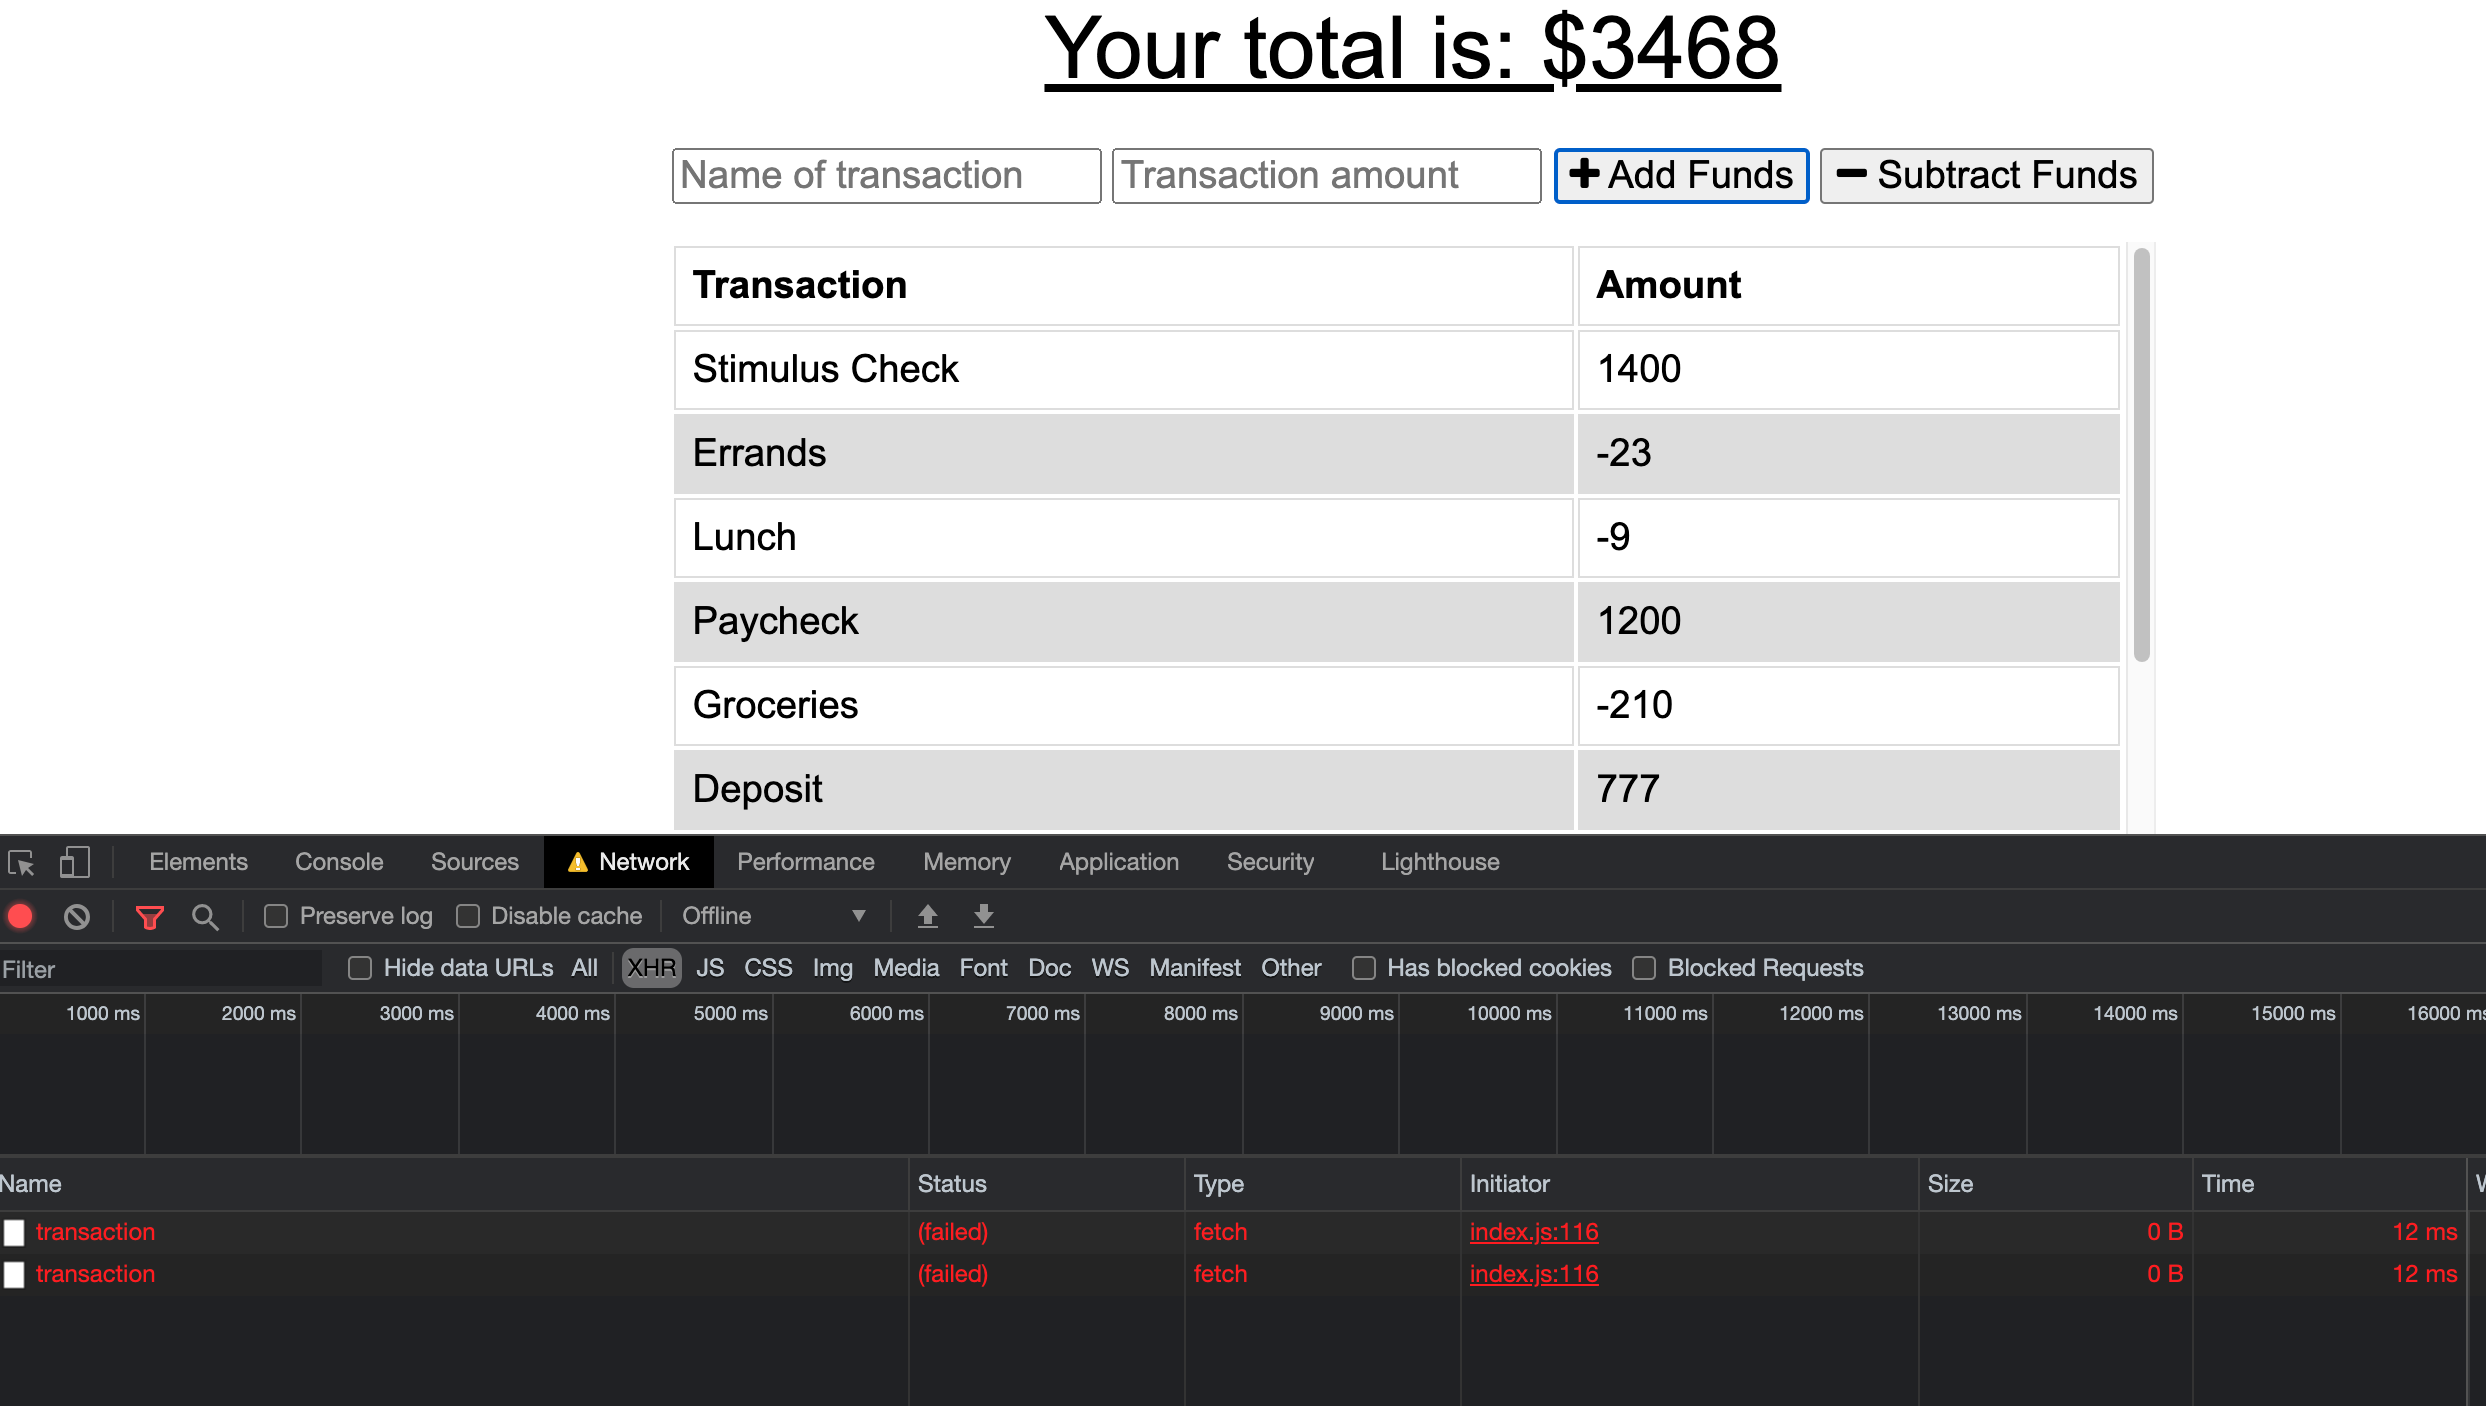 Your total is: $3468
Name of transaction Transaction amount Add Funds Subtract Funds
Transaction Amount
Stimulus Check 1400
Errands -23
Lunch -9
Paycheck 1200
Groceries -210
Deposit 777
Elements Console Sources Network Performance Memory Application Security Lighthouse
Preserve log Disable cache Offline
Filter Hide data URLs All XHR JS CSS Img Media Font Doc WS Manifest Other Has blocked cookies Blocked Requests
1000 ms 2000 ms 3000 ms 4000 ms 5000 ms 6000 ms 7000 ms 8000 ms 9000 ms 10000 ms 11000 ms 12000 ms 13000 ms 14000 ms 15000 ms 16000 ms
Name Status Type Initiator Size Time
transaction (failed) fetch index.js:116 0 B 12 ms
transaction (failed) fetch index.js:116 0 B 12 ms